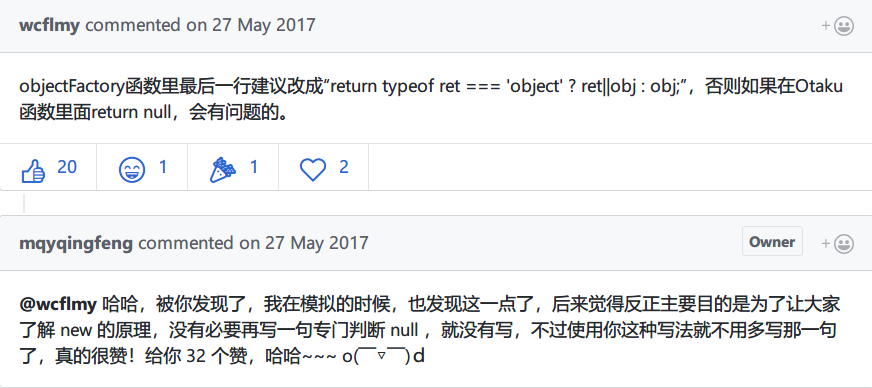 wcflmy commented on 27 May 2017
objectFactory函数里最后一行建议改成“return typeof ret === 'object' ? ret||obj : obj;”，否则如果在Otaku
函数里面return null，会有问题的。
20 1 1 2
mqyqingfeng commented on 27 May 2017 Owner
@wcflmy 哈哈，被你发现了，我在模拟的时候，也发现这一点了，后来觉得反正主要目的是为了让大家
了解 new 的原理，没有必要再写一句专门判断 null ，就没有写，不过使用你这种写法就不用多写那一句
了，真的很赞！给你 32 个赞，哈哈~~~ o(￣▽￣)ｄ